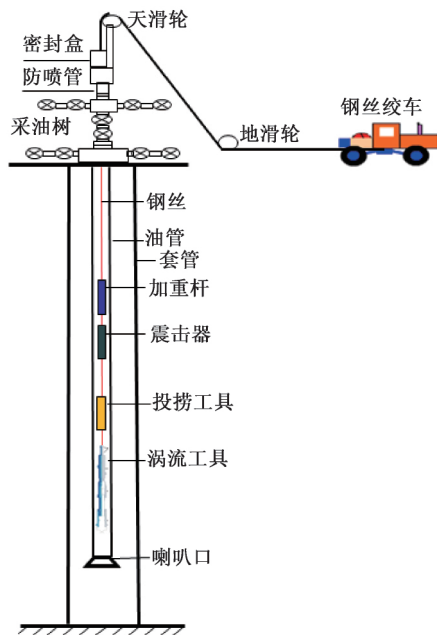 天滑轮
密封盒
防喷管
采油树
地滑轮
钢丝绞车
钢丝
油管
套管
加重杆
震击器
投捞工具
涡流工具
喇叭口